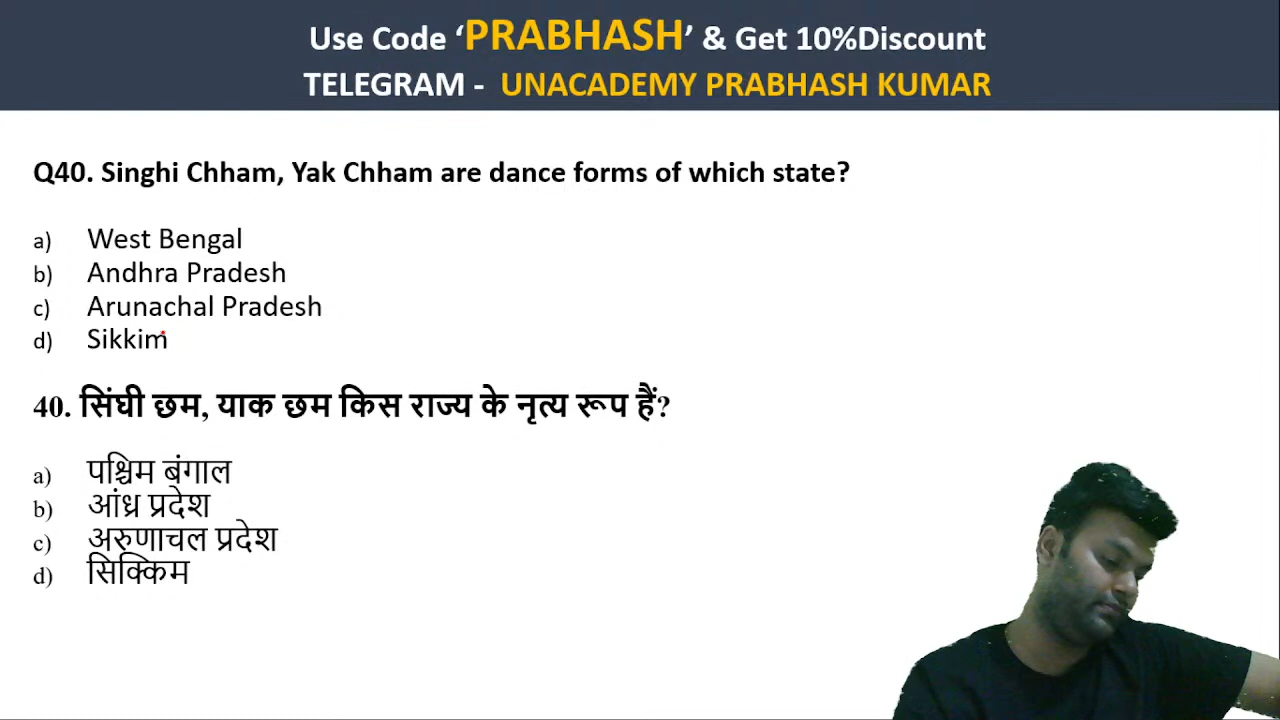 Use Code ‘PRABHASH’ & Get 10%Discount
TELEGRAM - UNACADEMY PRABHASH KUMAR
Q40. Singhi Chham, Yak Chham are dance forms of which state?
a) West Bengal
b) Andhra Pradesh
c) Arunachal Pradesh
d) Sikkim
40. सिंघी छम, याक छम किस राज्य के नृत्य रूप हैं?
a) पश्चिम बंगाल
b) आंध्र प्रदेश
c) अरुणाचल प्रदेश
d) सिक्किम